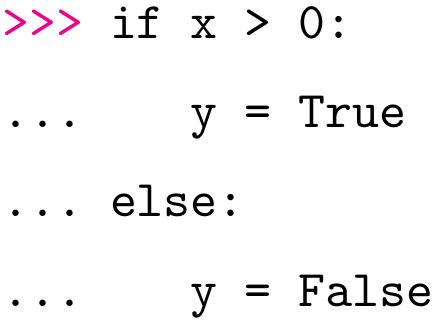 >>> if x > 0:
...    y = True
... else:
...    y = False